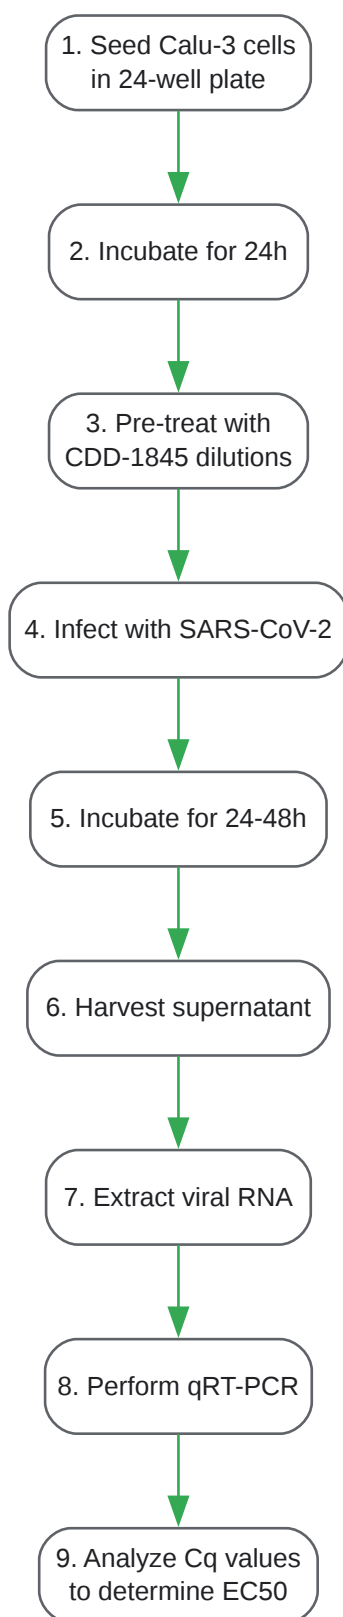 1. Seed Calu-3 cells
in 24-well plate
2. Incubate for 24h
3. Pre-treat with
CDD-1845 dilutions
4. Infect with SARS-CoV-2
5. Incubate for 24-48h
6. Harvest supernatant
7. Extract viral RNA
8. Perform qRT-PCR
9. Analyze Cq values
to determine EC50